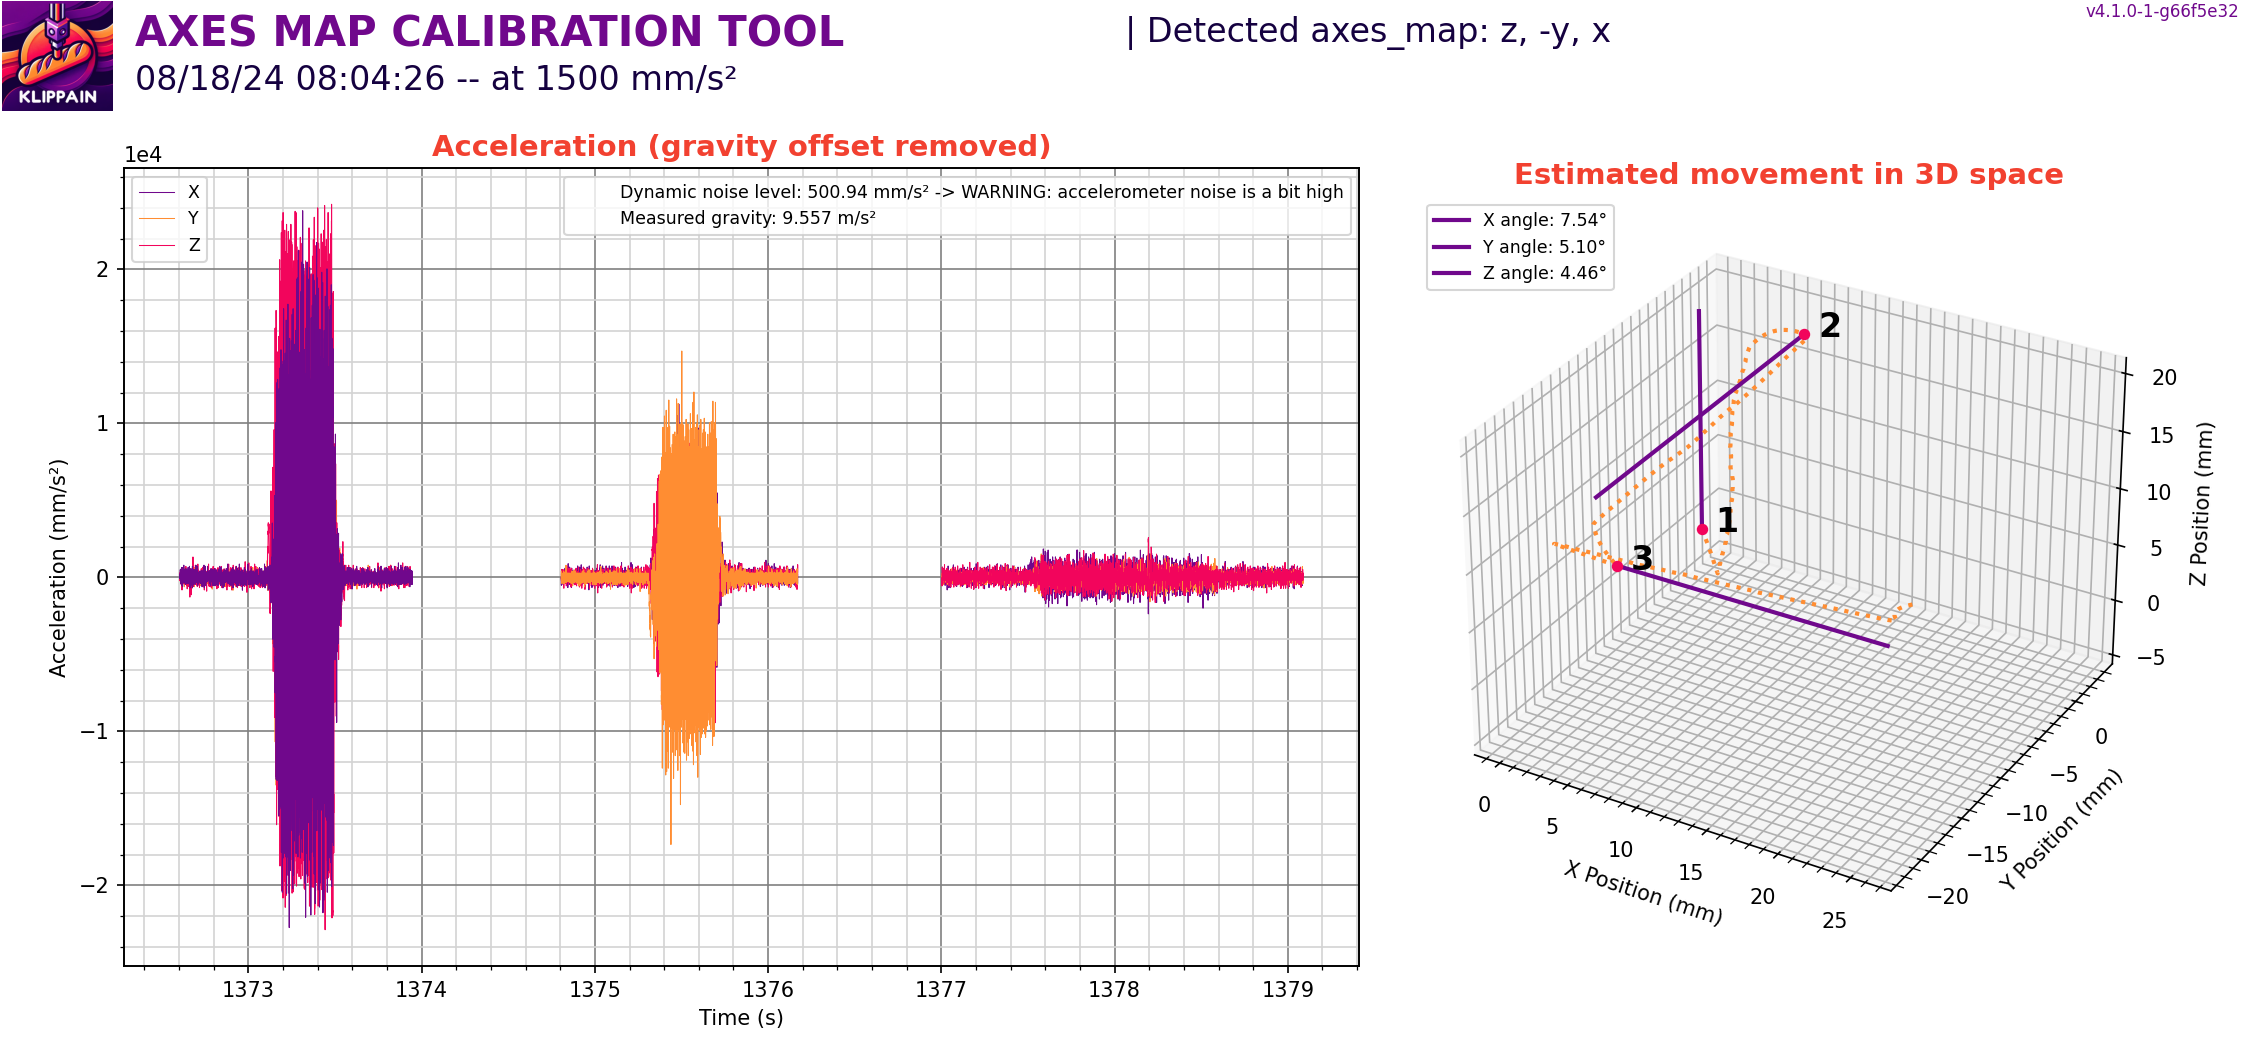 KLIPPAIN
AXES MAP CALIBRATION TOOL
08/18/24 08:04:26 -- at 1500 mm/s²
| Detected axes_map: z, -y, x
v4.1.0-1-g66f5e32
Acceleration (gravity offset removed)
1e4
X
Y
Z
Dynamic noise level: 500.94 mm/s² -> WARNING: accelerometer noise is a bit high
Measured gravity: 9.557 m/s²
2
1
0
−1
−2
Acceleration (mm/s²)
1373 1374 1375 1376 1377 1378 1379
Time (s)
Estimated movement in 3D space
X angle: 7.54°
Y angle: 5.10°
Z angle: 4.46°
2
1
3
20
15
10
5
0
−5
Z Position (mm)
0
−5
−10
−15
−20
Y Position (mm)
0
5
10
15
20
25
X Position (mm)